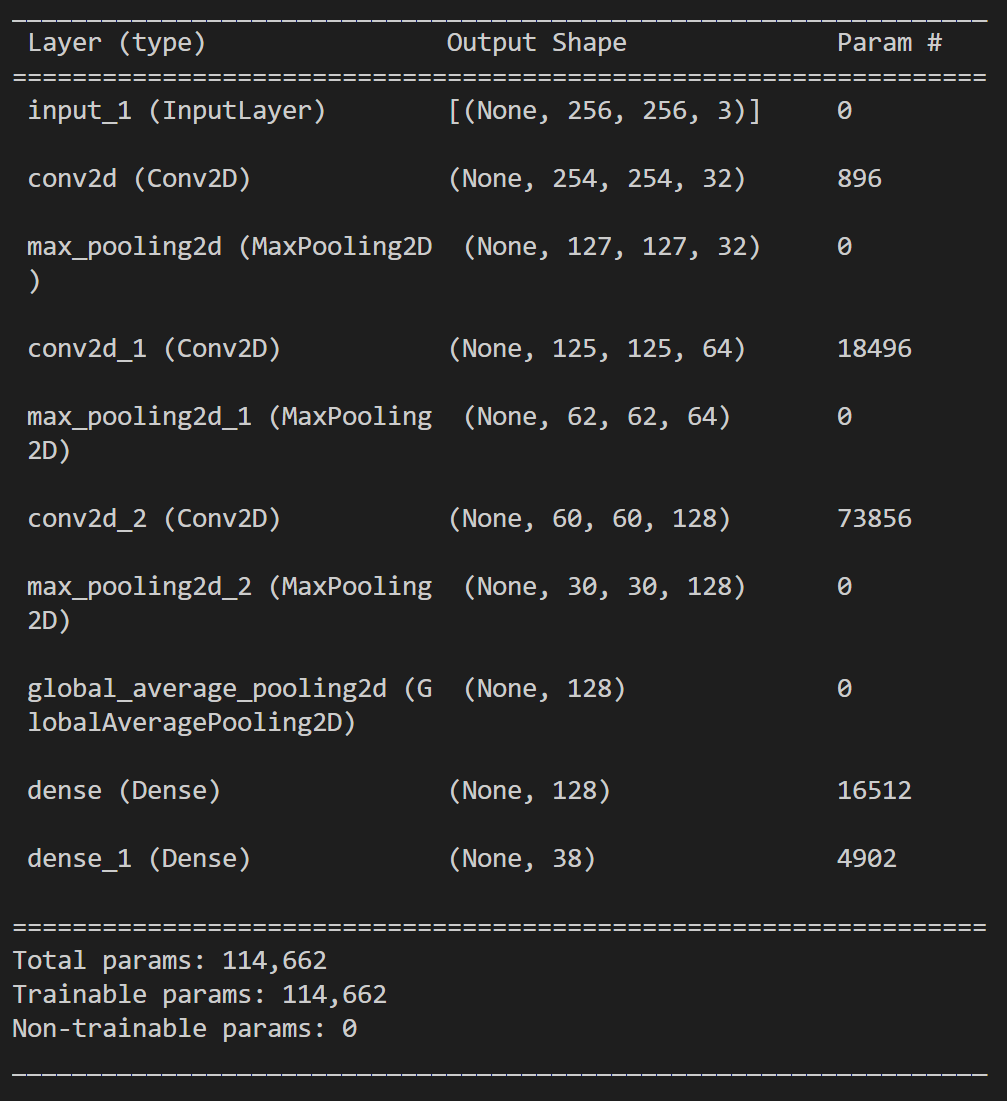 Layer (type) Output Shape Param #
=================================================================
input_1 (InputLayer) [(None, 256, 256, 3)] 0
conv2d (Conv2D) (None, 254, 254, 32) 896
max_pooling2d (MaxPooling2D (None, 127, 127, 32) 0
)
conv2d_1 (Conv2D) (None, 125, 125, 64) 18496
max_pooling2d_1 (MaxPooling (None, 62, 62, 64) 0
2D)
conv2d_2 (Conv2D) (None, 60, 60, 128) 73856
max_pooling2d_2 (MaxPooling (None, 30, 30, 128) 0
2D)
global_average_pooling2d (G (None, 128) 0
lobalAveragePooling2D)
dense (Dense) (None, 128) 16512
dense_1 (Dense) (None, 38) 4902
=================================================================
Total params: 114,662
Trainable params: 114,662
Non-trainable params: 0